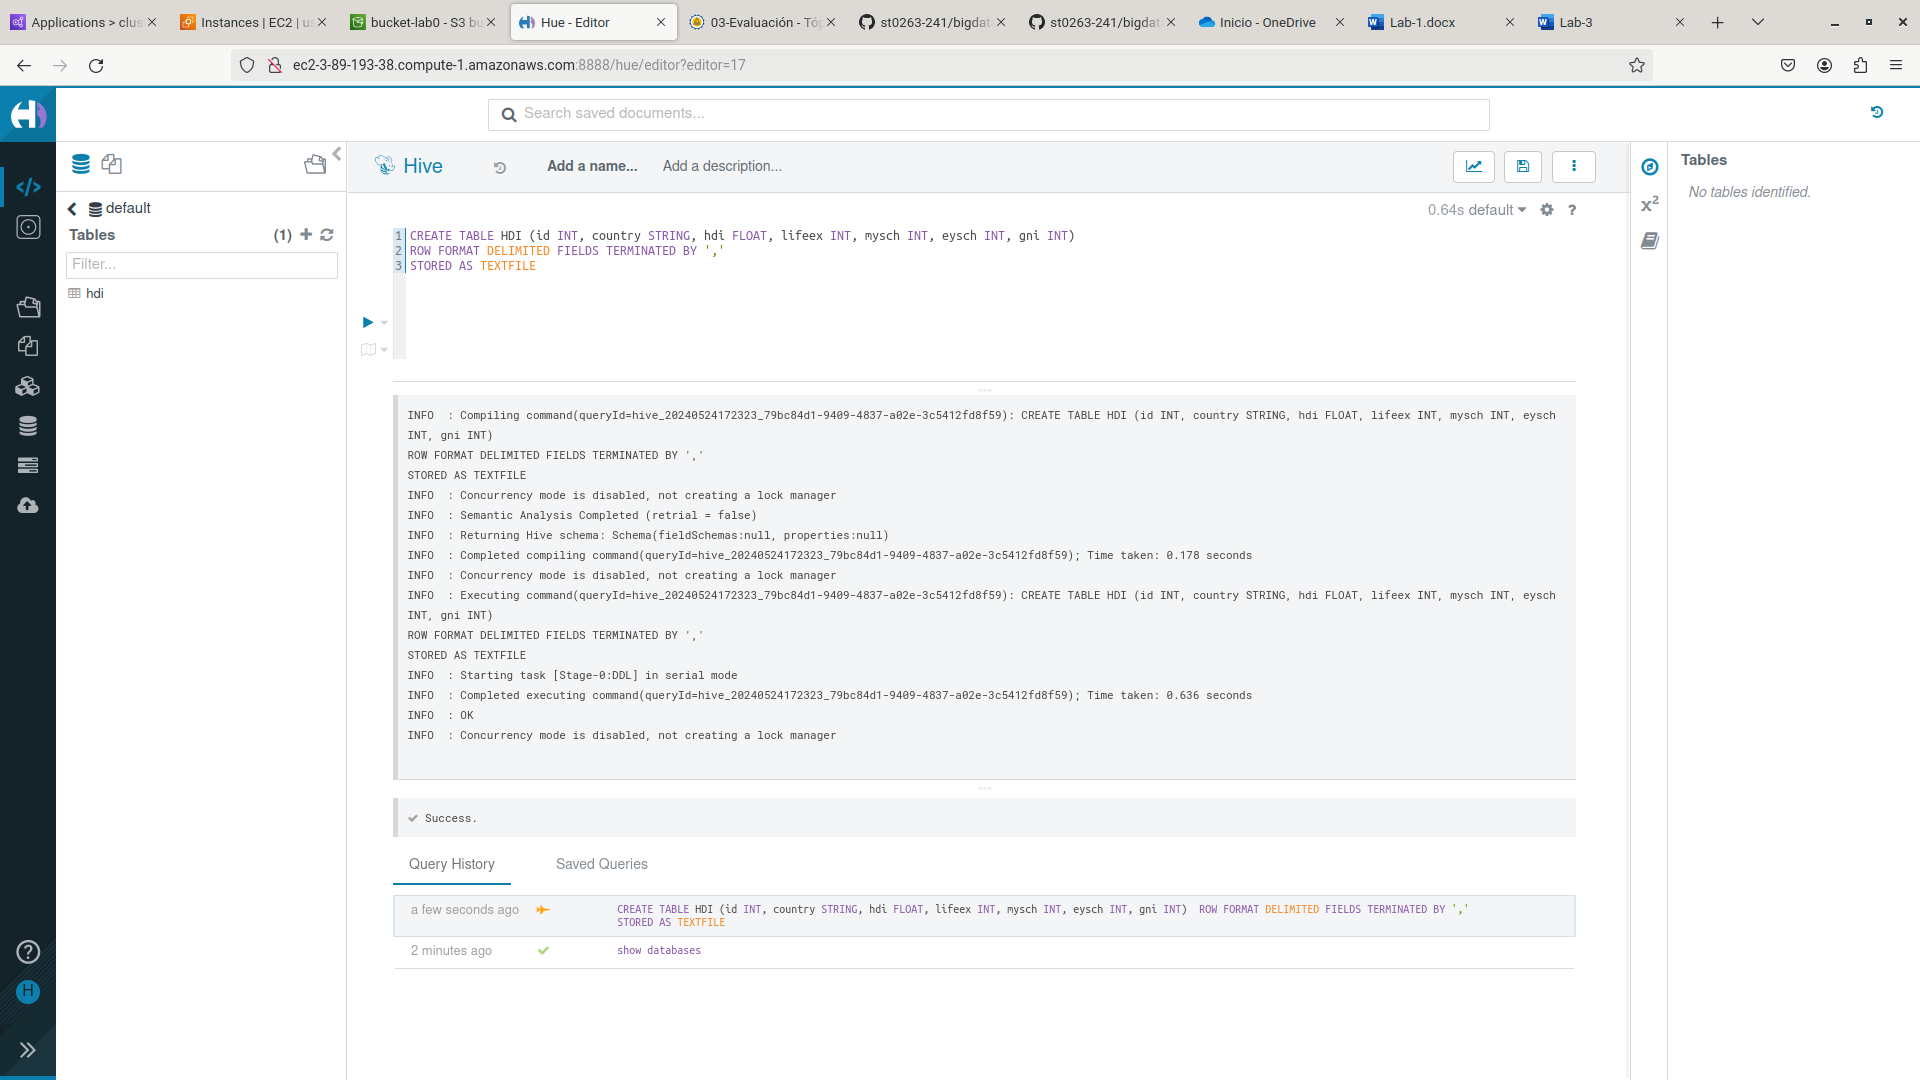 Applications > clus
Instances | EC2 | us
bucket-lab0 - S3 bu
Hue - Editor
03-Evaluación - Tóp
st0263-241/bigdata
st0263-241/bigdata
Inicio - OneDrive
Lab-1.docx
Lab-3
ec2-3-89-193-38.compute-1.amazonaws.com:8888/hue/editor?editor=17
Search saved documents...
Hive
Add a name...
Add a description...
Tables
No tables identified.
default
Tables
(1)
Filter...
hdi
0.64s default
?
1 CREATE TABLE HDI (id INT, country STRING, hdi FLOAT, lifeex INT, mysch INT, eysch INT, gni INT)
2 ROW FORMAT DELIMITED FIELDS TERMINATED BY ','
3 STORED AS TEXTFILE
INFO  : Compiling command(queryId=hive_20240524172323_79bc84d1-9409-4837-a02e-3c5412fd8f59): CREATE TABLE HDI (id INT, country STRING, hdi FLOAT, lifeex INT, mysch INT, eysch
INT, gni INT)
ROW FORMAT DELIMITED FIELDS TERMINATED BY ','
STORED AS TEXTFILE
INFO  : Concurrency mode is disabled, not creating a lock manager
INFO  : Semantic Analysis Completed (retrial = false)
INFO  : Returning Hive schema: Schema(fieldSchemas:null, properties:null)
INFO  : Completed compiling command(queryId=hive_20240524172323_79bc84d1-9409-4837-a02e-3c5412fd8f59); Time taken: 0.178 seconds
INFO  : Concurrency mode is disabled, not creating a lock manager
INFO  : Executing command(queryId=hive_20240524172323_79bc84d1-9409-4837-a02e-3c5412fd8f59): CREATE TABLE HDI (id INT, country STRING, hdi FLOAT, lifeex INT, mysch INT, eysch
INT, gni INT)
ROW FORMAT DELIMITED FIELDS TERMINATED BY ','
STORED AS TEXTFILE
INFO  : Starting task [Stage-0:DDL] in serial mode
INFO  : Completed executing command(queryId=hive_20240524172323_79bc84d1-9409-4837-a02e-3c5412fd8f59); Time taken: 0.636 seconds
INFO  : OK
INFO  : Concurrency mode is disabled, not creating a lock manager
Success.
Query History
Saved Queries
a few seconds ago
CREATE TABLE HDI (id INT, country STRING, hdi FLOAT, lifeex INT, mysch INT, eysch INT, gni INT)  ROW FORMAT DELIMITED FIELDS TERMINATED BY ','
STORED AS TEXTFILE
2 minutes ago
show databases
x²
?
H